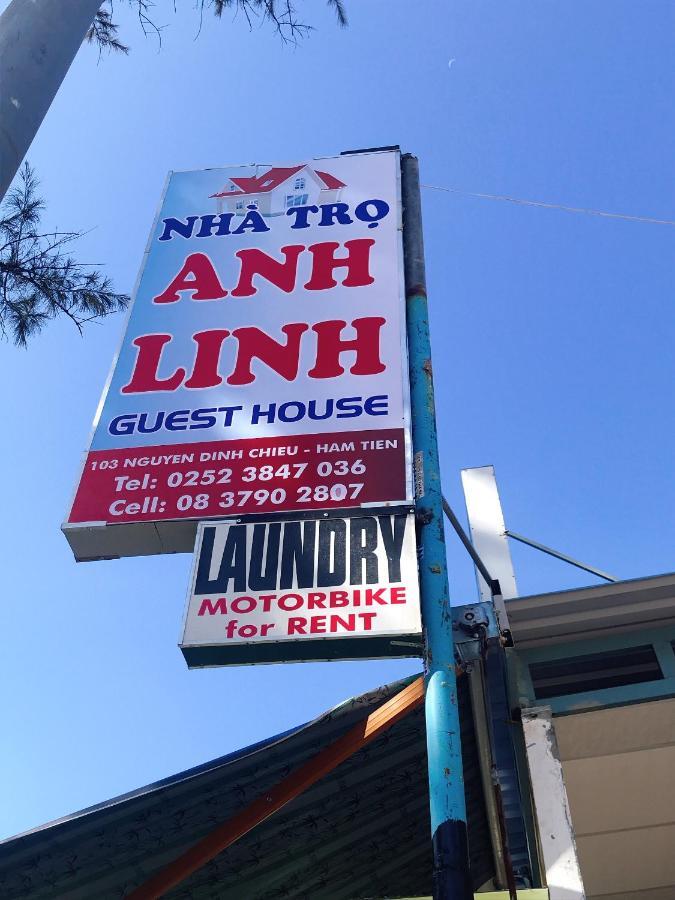 NHÀ TRỌ
ANH
LINH
GUEST HOUSE
103 NGUYEN DINH CHIEU - HAM TIEN
Tel: 0252 3847 036
Cell: 08 3790 2807
LAUNDRY
MOTORBIKE
for RENT